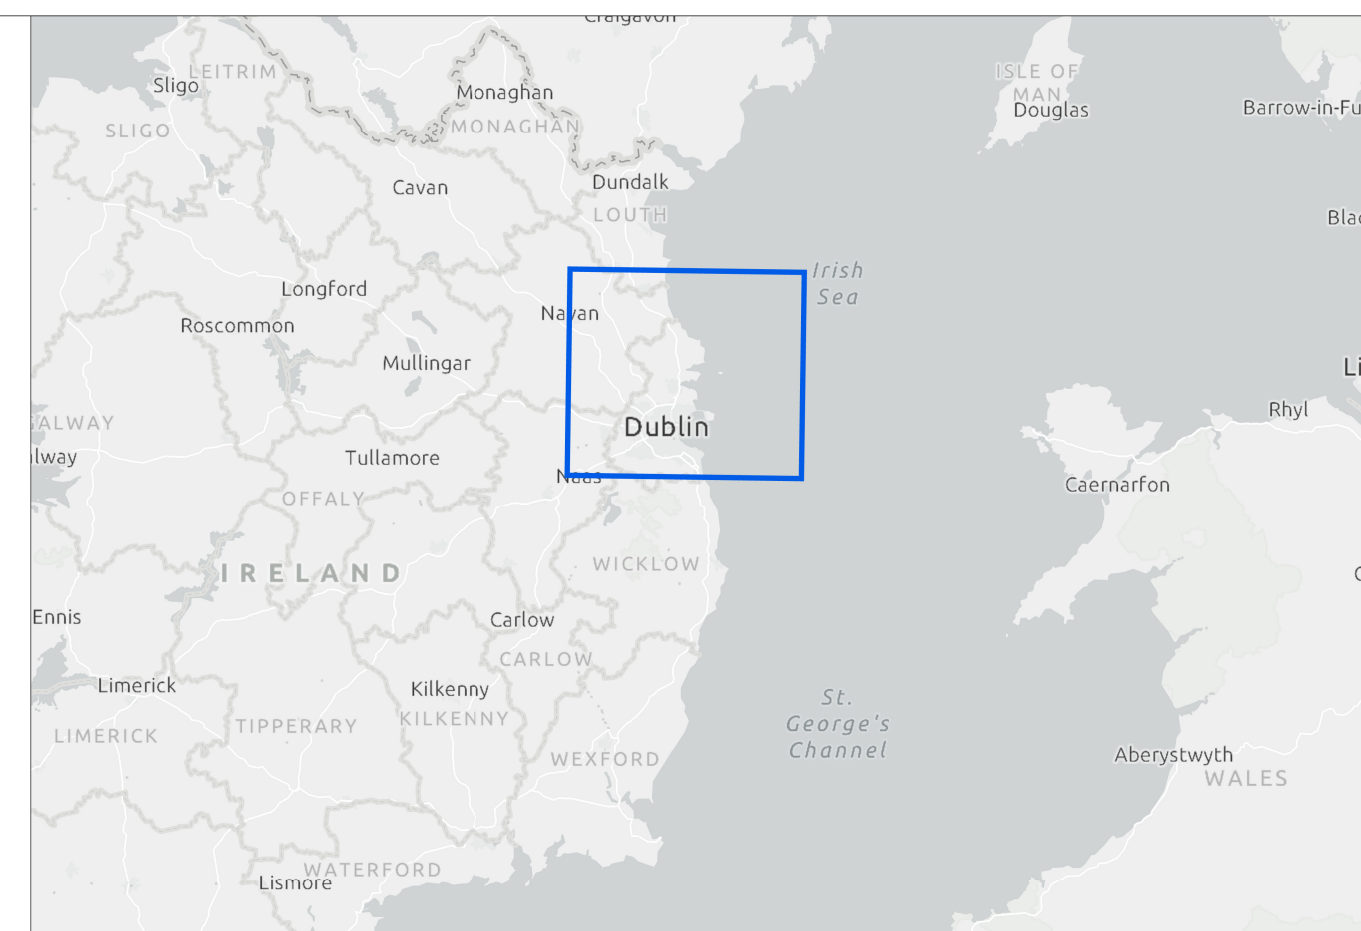 Craigavon
LEITRIM
Sligo
ISLE OF
MAN
Monaghan
Douglas
Barrow-in-Fu
SLIGO
MONAGHAN
Cavan
Dundalk
LOUTH
Blac
Irish
Sea
Longford
Navan
Roscommon
Mullingar
Li
Rhyl
GALWAY
Dublin
lway
Tullamore
Naas
Caernarfon
OFFALY
WICKLOW
IRELAND
Ennis
Carlow
CARLOW
Limerick
Kilkenny
St.
George's
Channel
KILKENNY
TIPPERARY
LIMERICK
WEXFORD
Aberystwyth
WALES
WATERFORD
Lismore